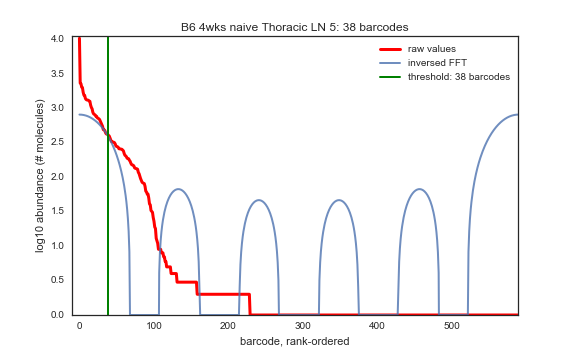 B6 4wks naive Thoracic LN 5: 38 barcodes
4.0
3.5
3.0
2.5
2.0
1.5
1.0
0.5
0.0
log10 abundance (# molecules)
raw values
inversed FFT
threshold: 38 barcodes
0 100 200 300 400 500
barcode, rank-ordered